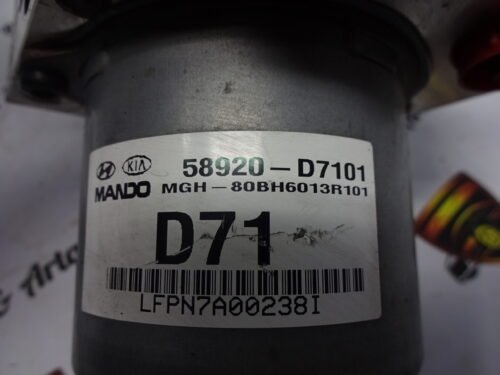 KIA 58920-D7101
MANDO MGH-80BH6013R101
D71
LFPN7A00238I